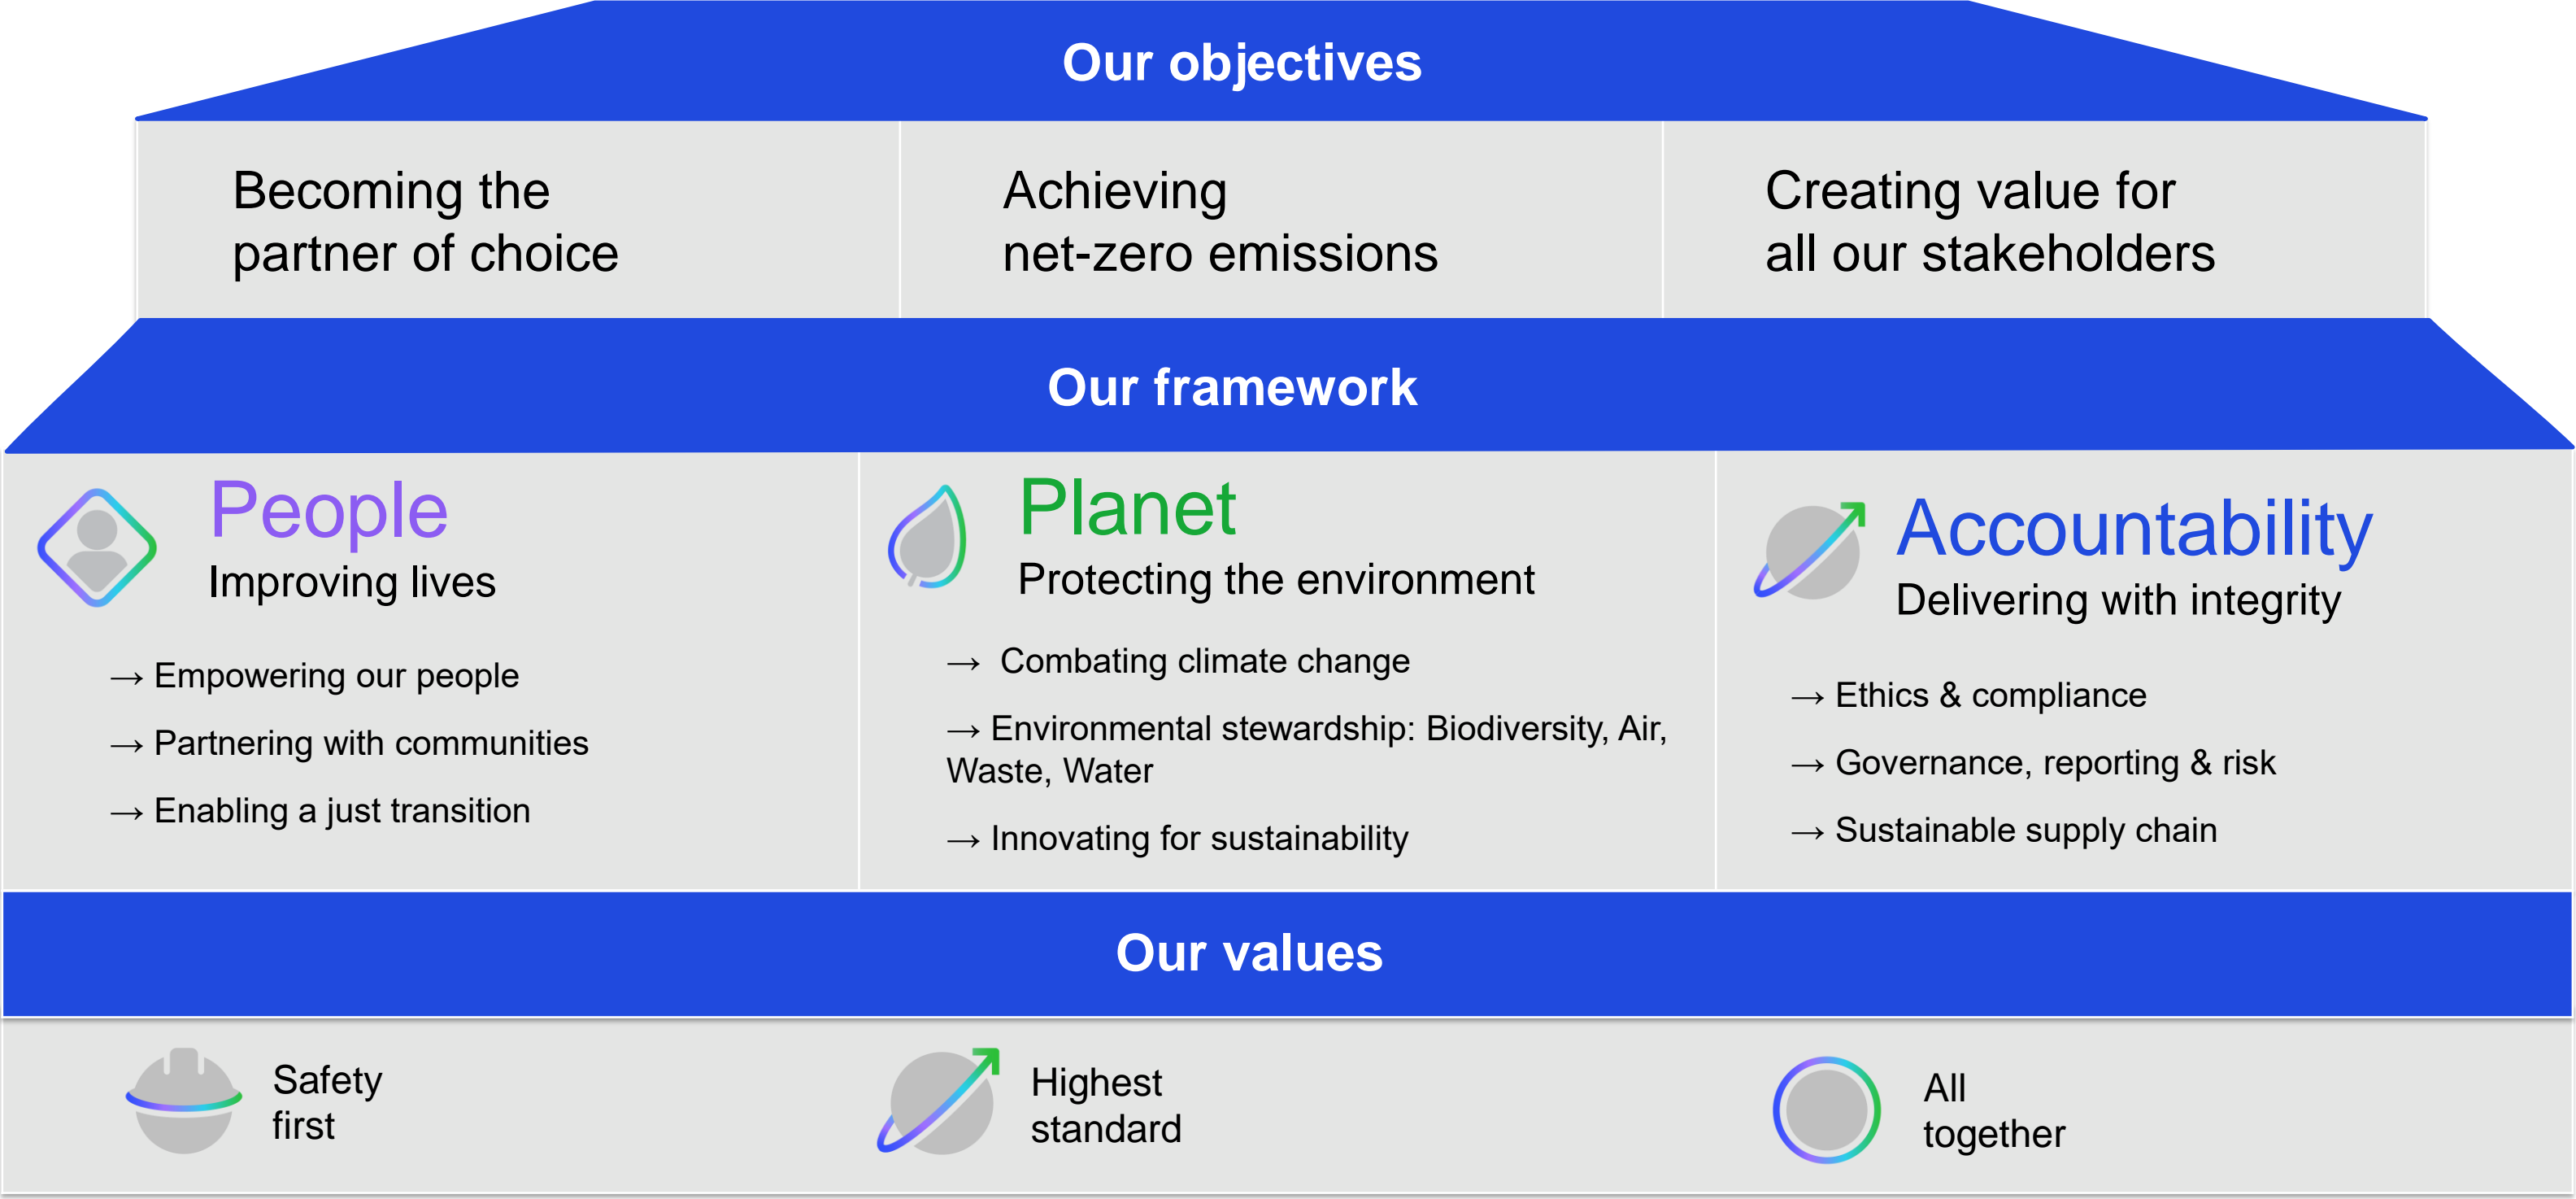 Our objectives
Becoming the
partner of choice
Achieving
net-zero emissions
Creating value for
all our stakeholders
Our framework
People
Improving lives
→ Empowering our people
→ Partnering with communities
→ Enabling a just transition
Planet
Protecting the environment
→ Combating climate change
→ Environmental stewardship: Biodiversity, Air,
Waste, Water
→ Innovating for sustainability
Accountability
Delivering with integrity
→ Ethics & compliance
→ Governance, reporting & risk
→ Sustainable supply chain
Our values
Safety
first
Highest
standard
All
together